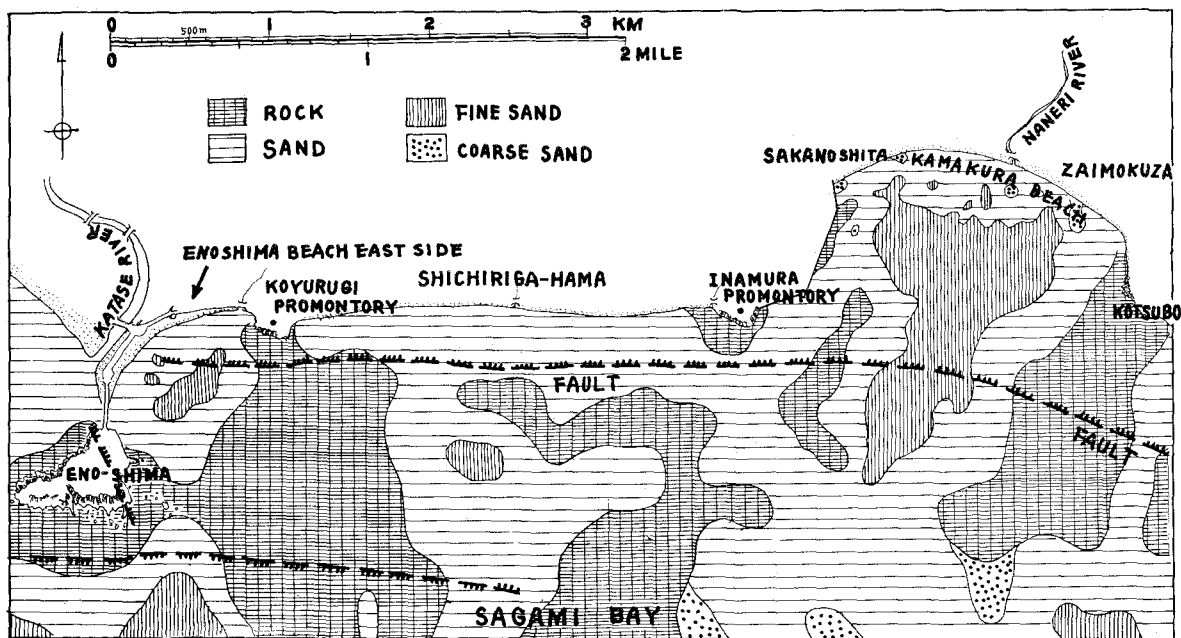 0 1 2 3 KM
500m
0 1 2 MILE
ROCK
FINE SAND
SAND
COARSE SAND
NANERI RIVER
SAKANOSHITA
KAMAKURA BEACH
ZAIMOKUZA
KATASE RIVER
ENOSHIMA BEACH EAST SIDE
KOYURUGI
PROMONTORY
SHICHIRIGA-HAMA
INAMURA
PROMONTORY
KOTSUBO
FAULT
FAULT
ENO-SHIMA
SAGAMI BAY